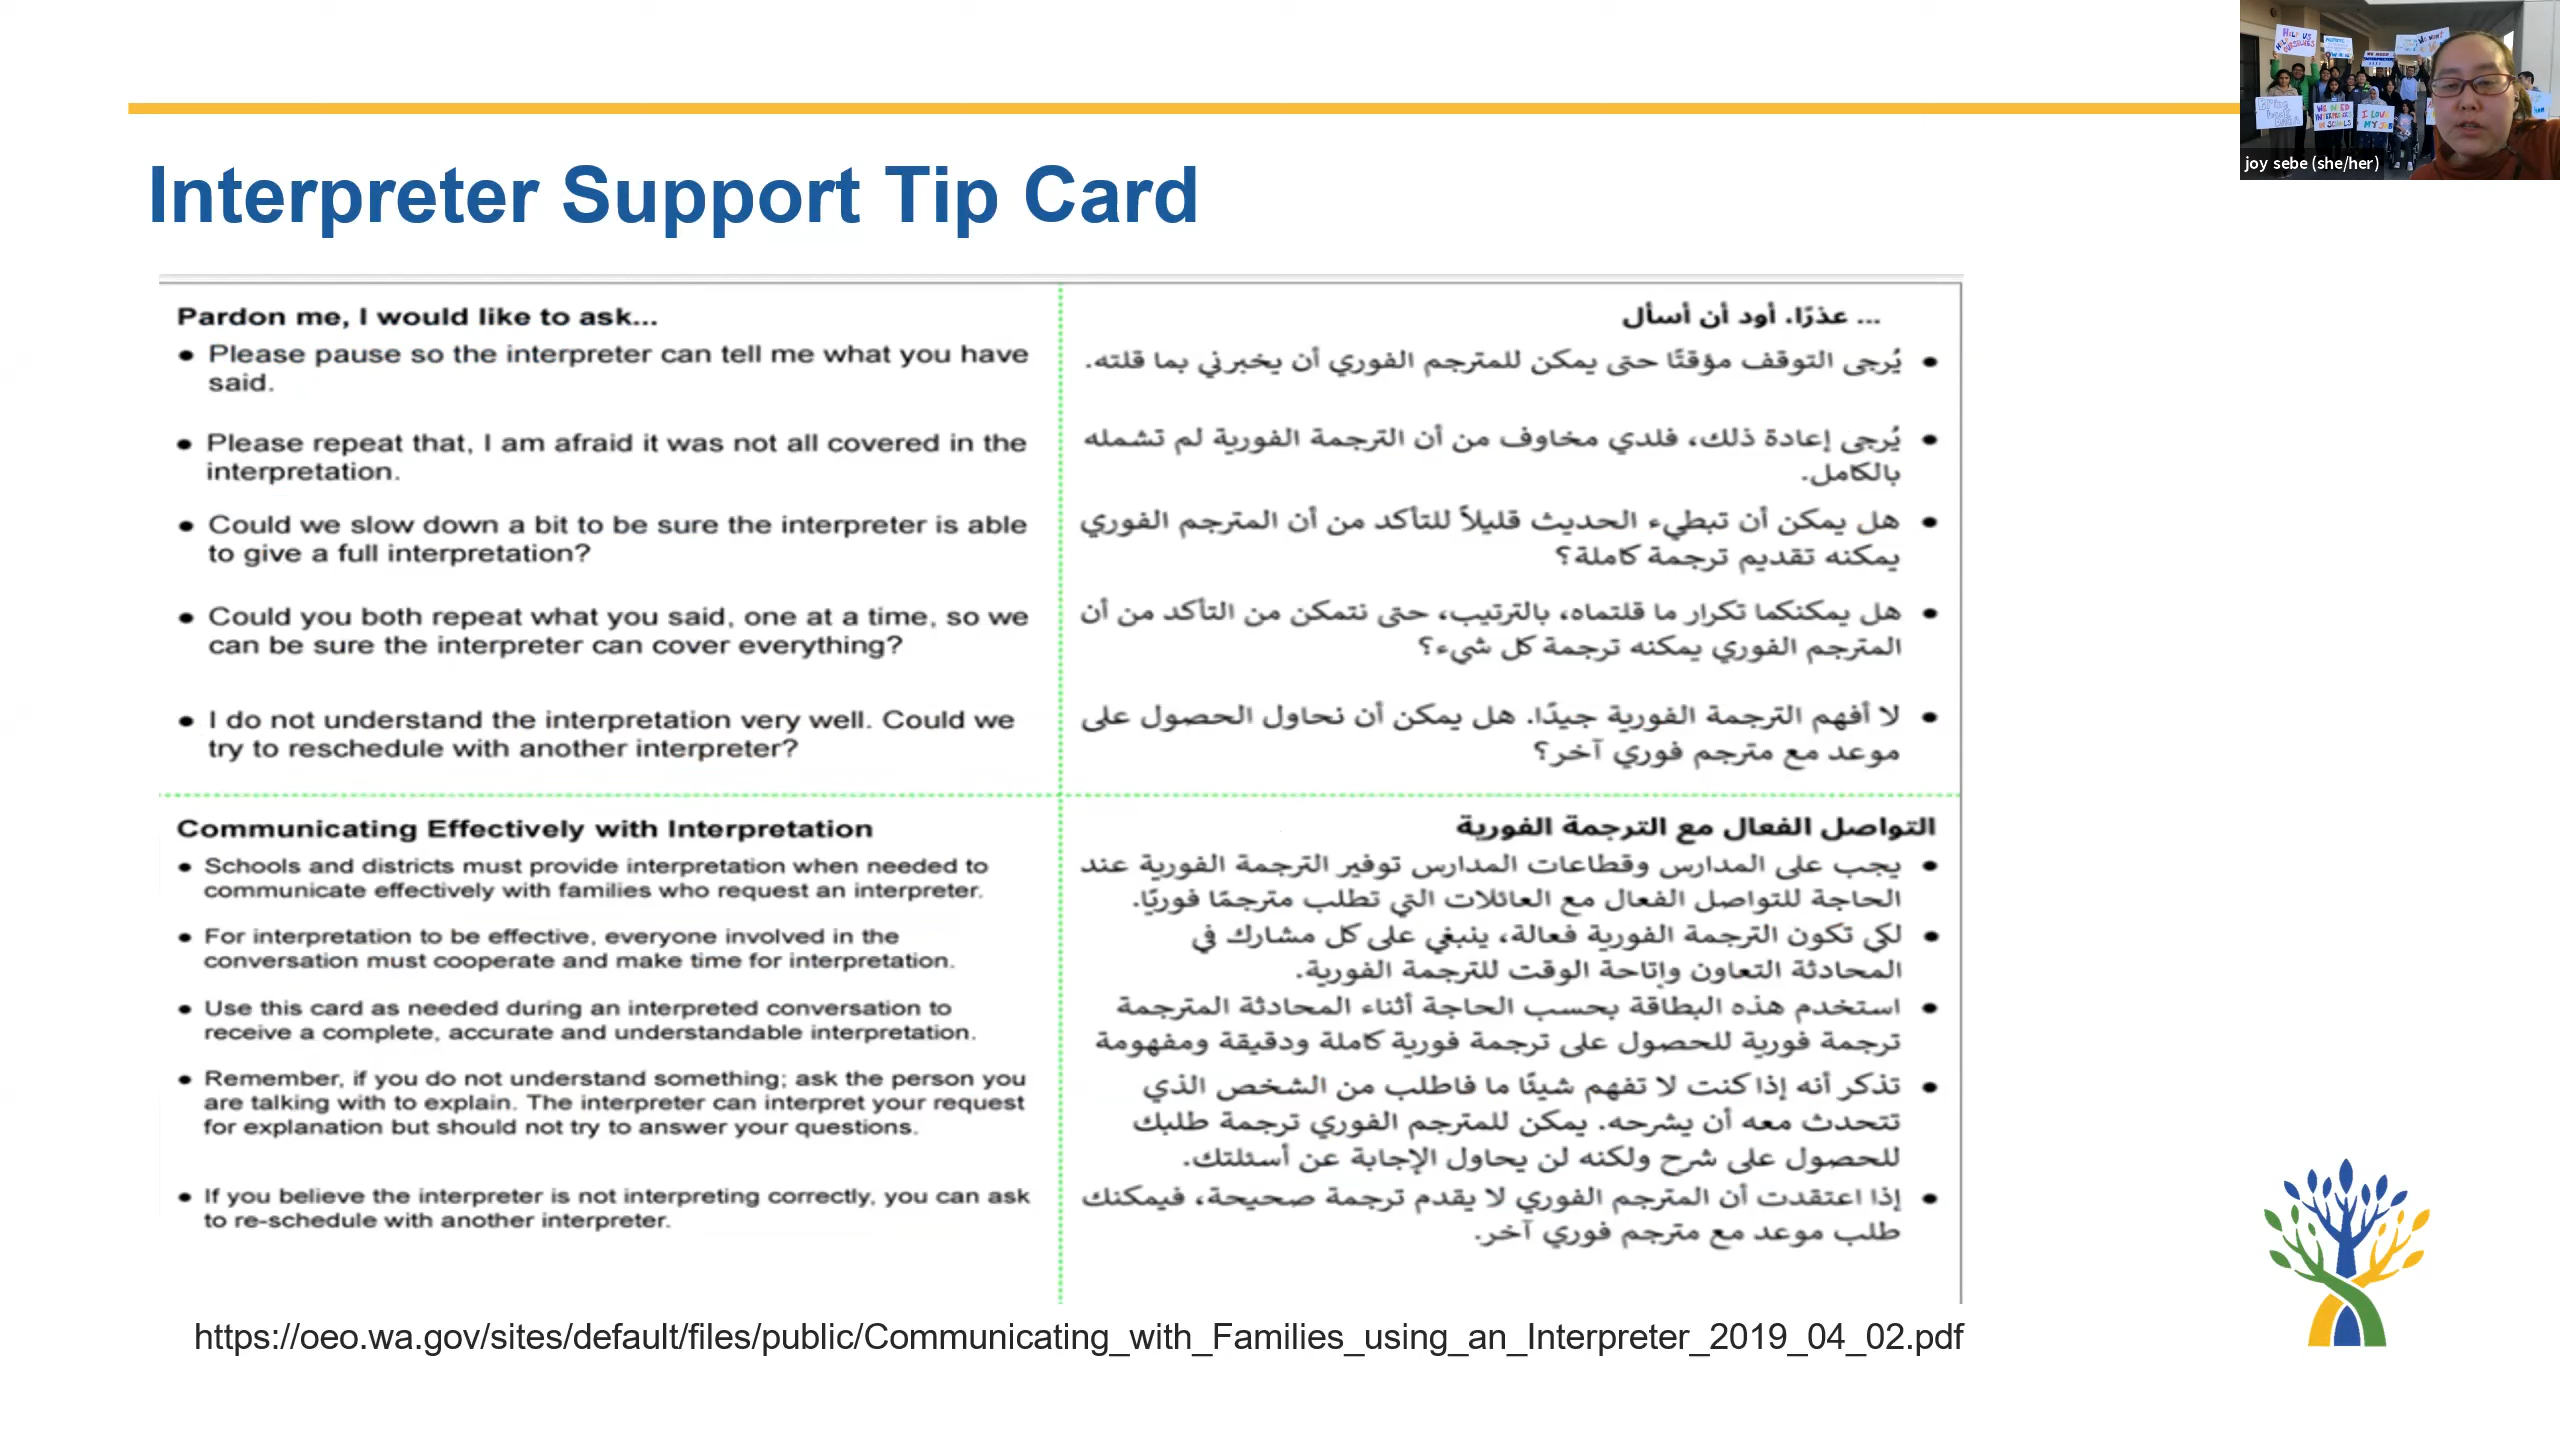 Interpreter Support Tip Card
Pardon me, I would like to ask...
● Please pause so the interpreter can tell me what you have
said.
● Please repeat that, I am afraid it was not all covered in the
interpretation.
● Could we slow down a bit to be sure the interpreter is able
to give a full interpretation?
● Could you both repeat what you said, one at a time, so we
can be sure the interpreter can cover everything?
● I do not understand the interpretation very well. Could we
try to reschedule with another interpreter?
عذرًا. أود أن أسأل ...
● يُرجى التوقف مؤقتًا حتى يمكن للمترجم الفوري أن يخبرني بما قلته.
● يُرجى إعادة ذلك، فلدي مخاوف من أن الترجمة الفورية لم تشمله
بالكامل.
● هل يمكن أن تبطيء الحديث قليلاً للتأكد من أن المترجم الفوري
يمكنه تقديم ترجمة كاملة؟
● هل يمكنكما تكرار ما قلتماه، بالترتيب، حتى نتمكن من التأكد من أن
المترجم الفوري يمكنه ترجمة كل شيء؟
● لا أفهم الترجمة الفورية جيدًا. هل يمكن أن نحاول الحصول على
موعد مع مترجم فوري آخر؟
Communicating Effectively with Interpretation
● Schools and districts must provide interpretation when needed to
communicate effectively with families who request an interpreter.
● For interpretation to be effective, everyone involved in the
conversation must cooperate and make time for interpretation.
● Use this card as needed during an interpreted conversation to
receive a complete, accurate and understandable interpretation.
● Remember, if you do not understand something; ask the person you
are talking with to explain. The interpreter can interpret your request
for explanation but should not try to answer your questions.
● If you believe the interpreter is not interpreting correctly, you can ask
to re-schedule with another interpreter.
التواصل الفعال مع الترجمة الفورية
● يجب على المدارس وقطاعات المدارس توفير الترجمة الفورية عند
الحاجة للتواصل الفعال مع العائلات التي تطلب مترجمًا فوريًا.
● لكي تكون الترجمة الفورية فعالة، ينبغي على كل مشارك في
المحادثة التعاون وإتاحة الوقت للترجمة الفورية.
● استخدم هذه البطاقة بحسب الحاجة أثناء المحادثة المترجمة
ترجمة فورية للحصول على ترجمة فورية كاملة ودقيقة ومفهومة
● تذكر أنه إذا كنت لا تفهم شيئًا ما فاطلب من الشخص الذي
تتحدث معه أن يشرحه. يمكن للمترجم الفوري ترجمة طلبك
للحصول على شرح ولكنه لن يحاول الإجابة عن أسئلتك.
● إذا اعتقدت أن المترجم الفوري لا يقدم ترجمة صحيحة، فيمكنك
طلب موعد مع مترجم فوري آخر.
https://oeo.wa.gov/sites/default/files/public/Communicating_with_Families_using_an_Interpreter_2019_04_02.pdf
HELP US
HELP
OURSELVES
WE NEED
INTERPRETERS
IN SCHOOLS
I LOVE
MY JOB
joy sebe (she/her)